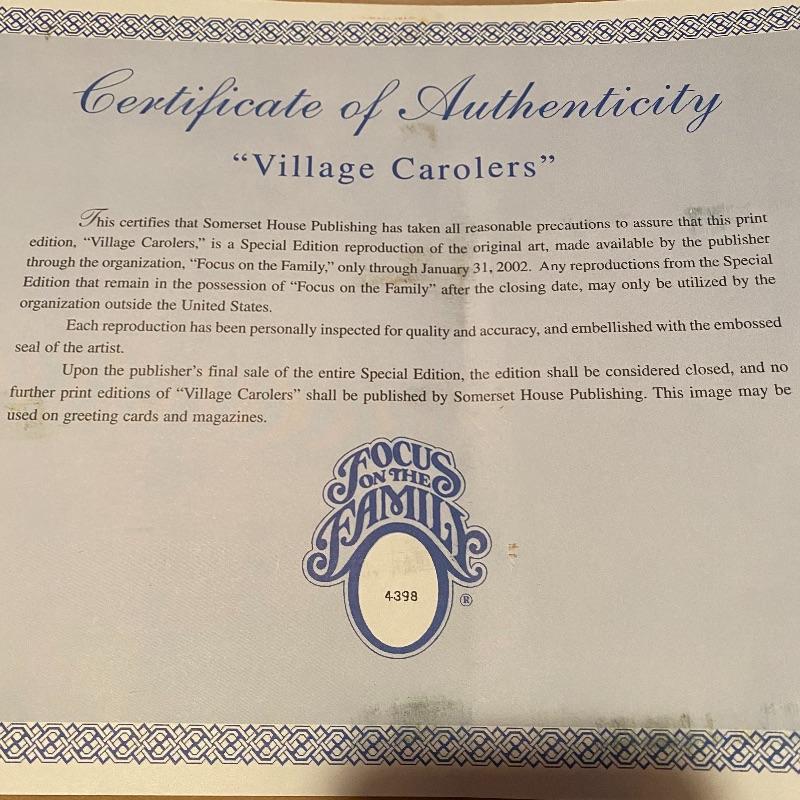 Certificate of Authenticity
“Village Carolers”
This certifies that Somerset House Publishing has taken all reasonable precautions to assure that this print
edition, “Village Carolers,” is a Special Edition reproduction of the original art, made available by the publisher
through the organization, “Focus on the Family,” only through January 31, 2002. Any reproductions from the Special
Edition that remain in the possession of “Focus on the Family” after the closing date, may only be utilized by the
organization outside the United States.
Each reproduction has been personally inspected for quality and accuracy, and embellished with the embossed
seal of the artist.
Upon the publisher’s final sale of the entire Special Edition, the edition shall be considered closed, and no
further print editions of “Village Carolers” shall be published by Somerset House Publishing. This image may be
used on greeting cards and magazines.
FOCUS
ON THE
FAMILY
4398
®